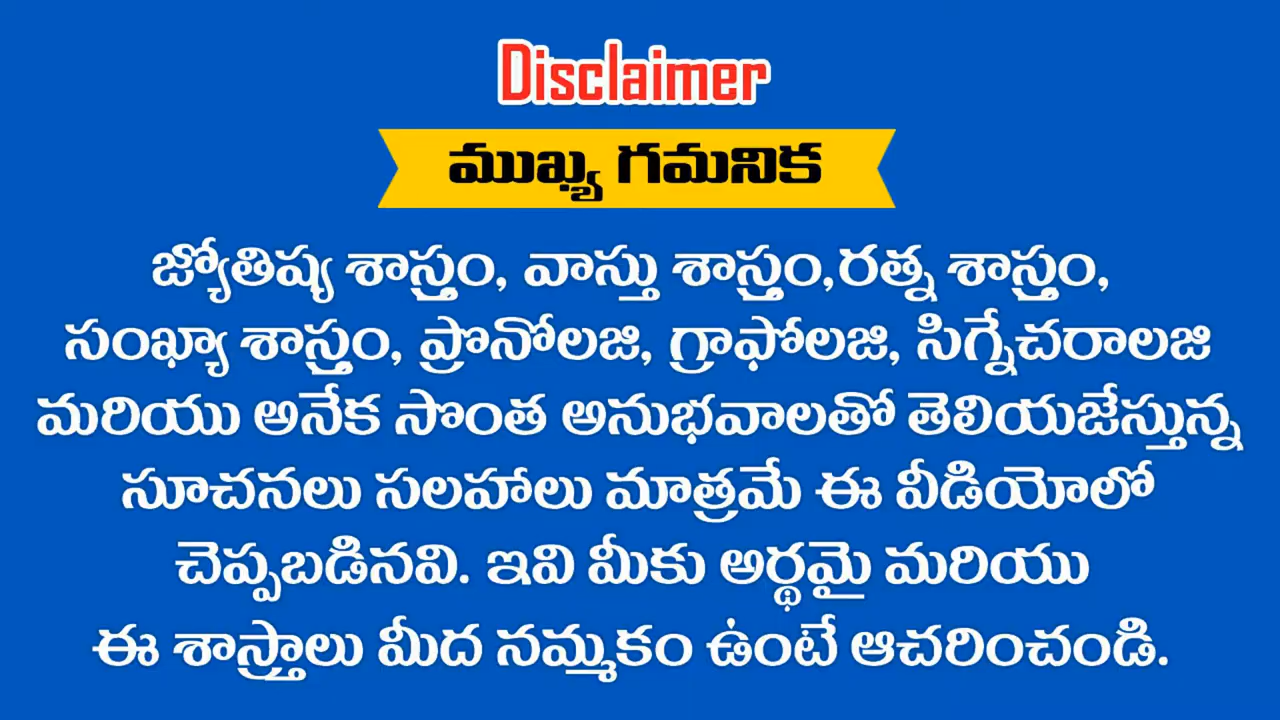 Disclaimer
ముఖ్య గమనిక
జ్యోతిష్య శాస్త్రం, వాస్తు శాస్త్రం,రత్న శాస్త్రం,
సంఖ్యా శాస్త్రం, ప్రొనోలజి, గ్రాఫోలజి, సిగ్నేచరాలజి
మరియు అనేక సొంత అనుభవాలతో తెలియజేస్తున్న
సూచనలు సలహాలు మాత్రమే ఈ వీడియోలో
చెప్పబడినవి. ఇవి మీకు అర్థమై మరియు
ఈ శాస్త్రాలు మీద నమ్మకం ఉంటే ఆచరించండి.